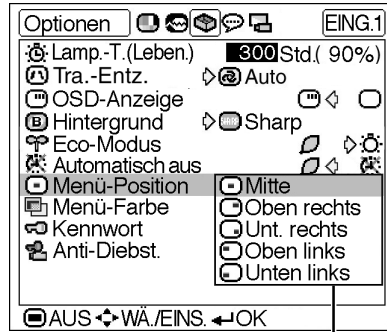 Optionen ING.1
Lamp.-T.(Leben.) 300 Std.( 90%)
Tra.-Entz. Auto
OSD-Anzeige
Hintergrund Sharp
Eco-Modus
Automatisch aus
Menü-Position Mitte
Menü-Farbe Oben rechts
Kennwort Unt. rechts
Anti-Diebst. Oben links
Unten links
AUS WÄ./EINS. OK